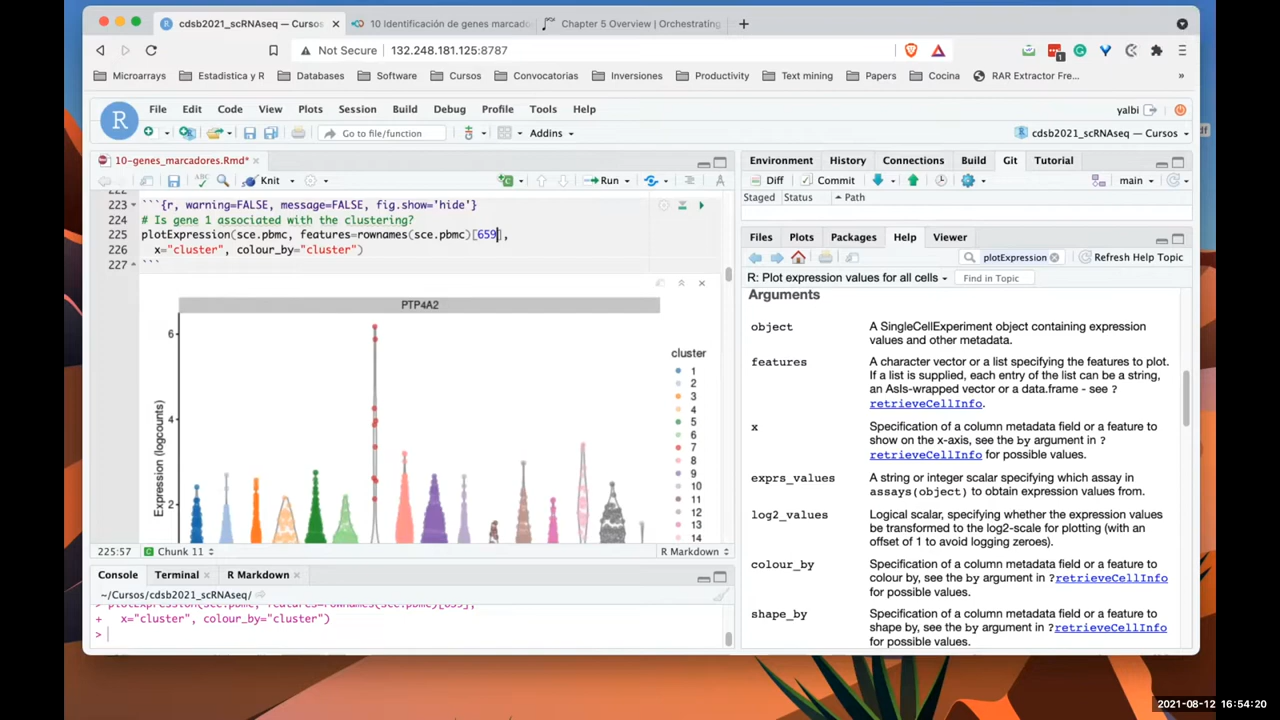 cdsb2021_scRNAseq — Cursos
10 Identificación de genes marcado
Chapter 5 Overview | Orchestrating
Not Secure | 132.248.181.125:8787
1
Microarrays
Estadistica y R
Databases
Software
Cursos
Convocatorias
Inversiones
Productivity
Text mining
Papers
Cocina
RAR Extractor Fre...
»
R
File Edit Code View Plots Session Build Debug Profile Tools Help
yalbi
Go to file/function
Addins
cdsb2021_scRNAseq — Cursos
10-genes_marcadores.Rmd*
Knit
Run
222
223 ```{r, warning=FALSE, message=FALSE, fig.show='hide'}
224 # Is gene 1 associated with the clustering?
225 plotExpression(sce.pbmc, features=rownames(sce.pbmc)[659],
226 x="cluster", colour_by="cluster")
227 ```
PTP4A2
6
4
2
Expression (logcounts)
cluster
1
2
3
4
5
6
7
8
9
10
11
12
13
14
225:57 Chunk 11 R Markdown
Console Terminal R Markdown
~/Cursos/cdsb2021_scRNAseq/
> plotExpression(sce.pbmc, features=rownames(sce.pbmc)[659],
+ x="cluster", colour_by="cluster")
>
Environment History Connections Build Git Tutorial
Diff Commit main
Staged Status Path
Files Plots Packages Help Viewer
plotExpression Refresh Help Topic
R: Plot expression values for all cells Find in Topic
Arguments
object A SingleCellExperiment object containing expression
values and other metadata.
features A character vector or a list specifying the features to plot.
If a list is supplied, each entry of the list can be a string,
an AsIs-wrapped vector or a data.frame - see ?
retrieveCellInfo.
x Specification of a column metadata field or a feature to
show on the x-axis, see the by argument in ?
retrieveCellInfo for possible values.
exprs_values A string or integer scalar specifying which assay in
assays(object) to obtain expression values from.
log2_values Logical scalar, specifying whether the expression values
be transformed to the log2-scale for plotting (with an
offset of 1 to avoid logging zeroes).
colour_by Specification of a column metadata field or a feature to
colour by, see the by argument in ?retrieveCellInfo
for possible values.
shape_by Specification of a column metadata field or a feature to
shape by, see the by argument in ?retrieveCellInfo
for possible values.
2021-08-12 16:54:20